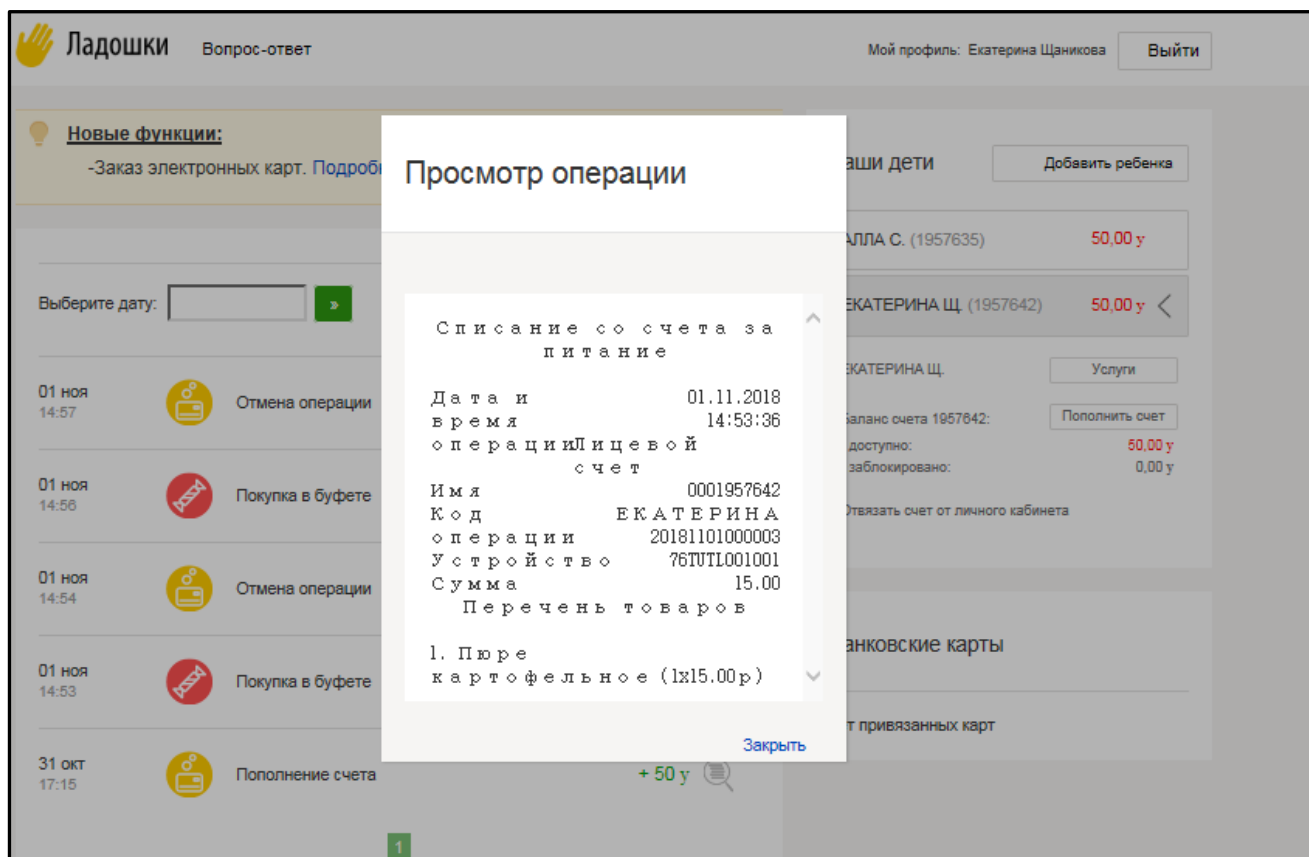 Ладошки
Вопрос-ответ
Мой профиль: Екатерина Щаникова
Выйти
Новые функции:
-Заказ электронных карт.
Выберите дату:
»
01 ноя
14:57
Отмена операции
01 ноя
14:56
Покупка в буфете
01 ноя
14:54
Отмена операции
01 ноя
14:53
Покупка в буфете
31 окт
17:15
Пополнение счета
+ 50 у
1
Просмотр операции
Списание со счета за
питание
Дата и 01.11.2018
время 14:53:36
операцииЛицевой
счет
Имя 0001957642
Код ЕКАТЕРИНА
операции 20181101000003
Устройство 76TUTL001001
Сумма 15.00
Перечень товаров
1. Пюре
картофельное (1х15.00р)
Закрыть
аши дети
Добавить ребенка
АЛЛА С. (1957635) 50,00 у
ЕКАТЕРИНА Щ. (1957642) 50,00 у
ЕКАТЕРИНА Щ.
Услуги
баланс счета 1957642:
Пополнить счет
доступно: 50,00 у
заблокировано: 0,00 у
Отвязать счет от личного кабинета
анковские карты
т привязанных карт